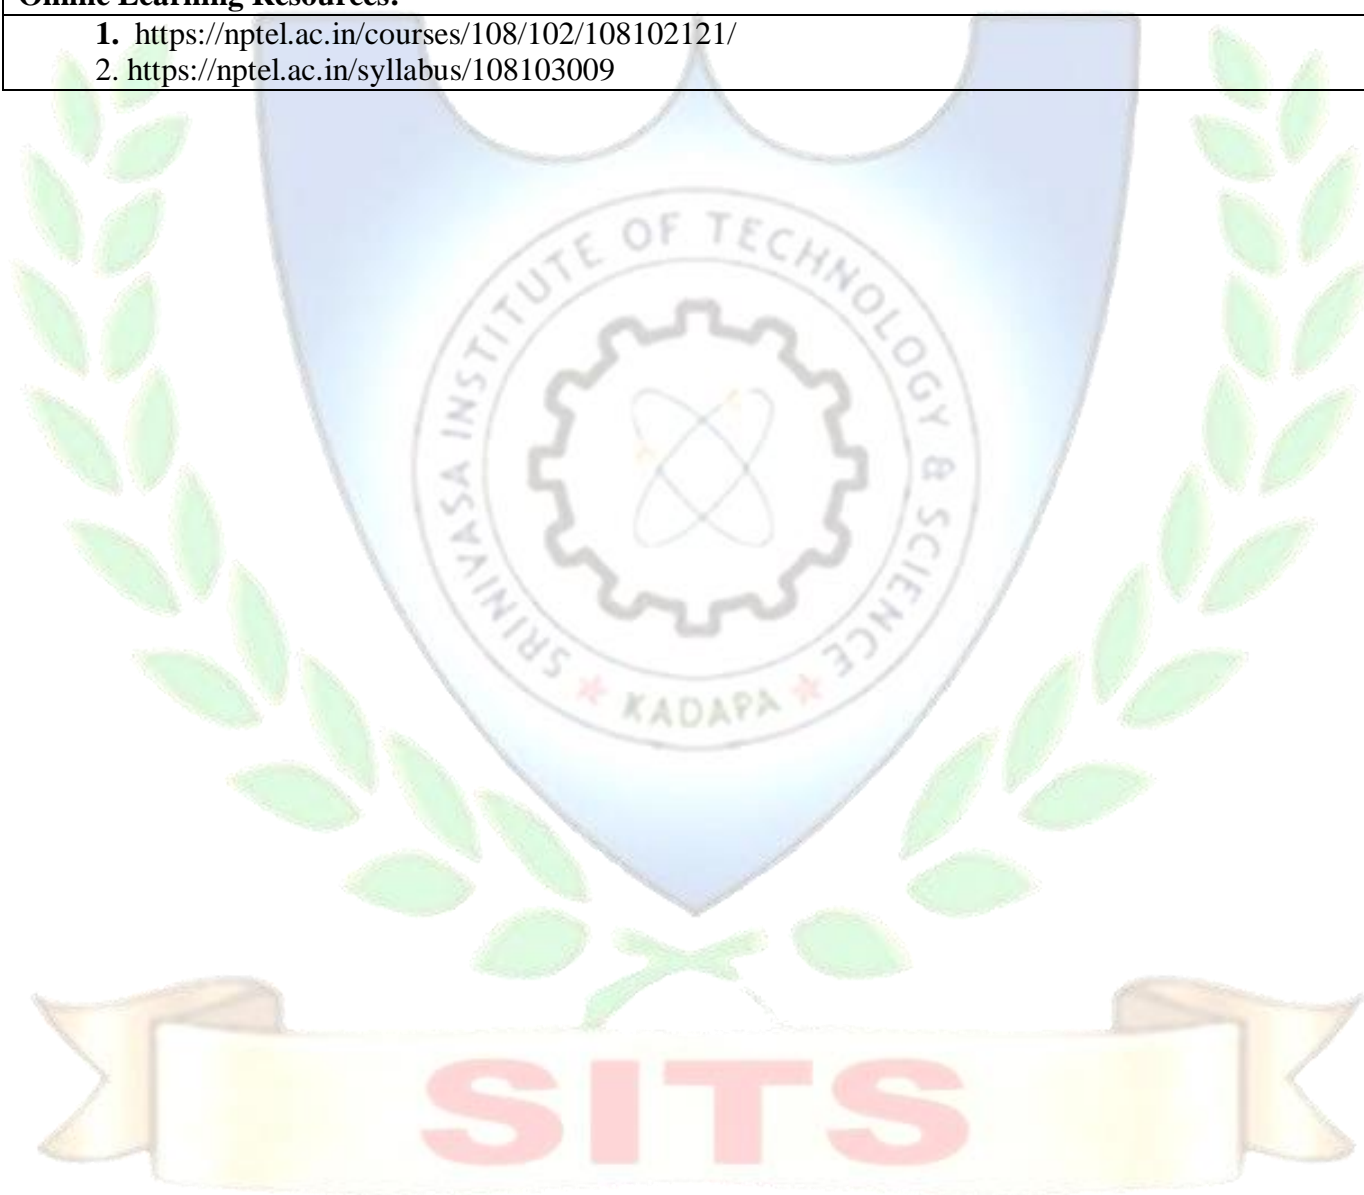 Online Learning Resources:
1. https://nptel.ac.in/courses/108/102/108102121/
2. https://nptel.ac.in/syllabus/108103009
SRINIVASA INSTITUTE OF TECHNOLOGY & SCIENCE
KADAPA
SITS